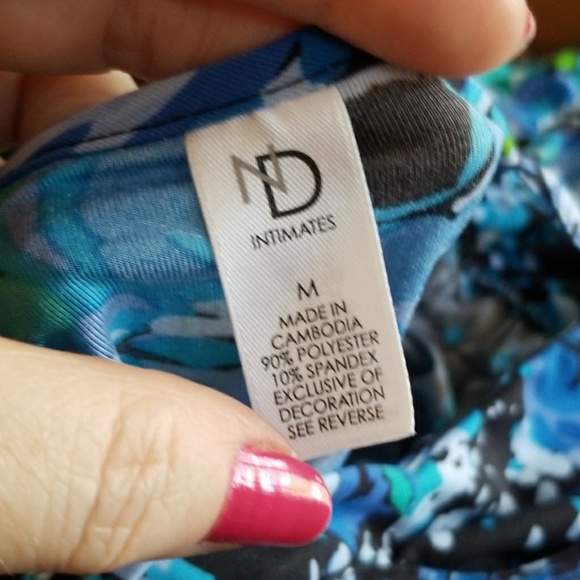 ND
INTIMATES
M
MADE IN
CAMBODIA
90% POLYESTER
10% SPANDEX
EXCLUSIVE OF
DECORATION
SEE REVERSE